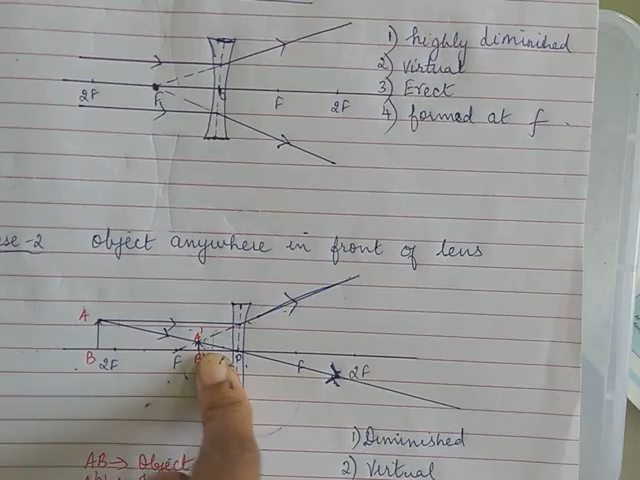 1) highly diminished
2) Virtual
3) Erect
4) formed at f.
2F F F 2F
se-2 object anywhere in front of lens
A
A'
B 2F F P F 2F
1) Diminished
AB ⇒ Object
2) Virtual